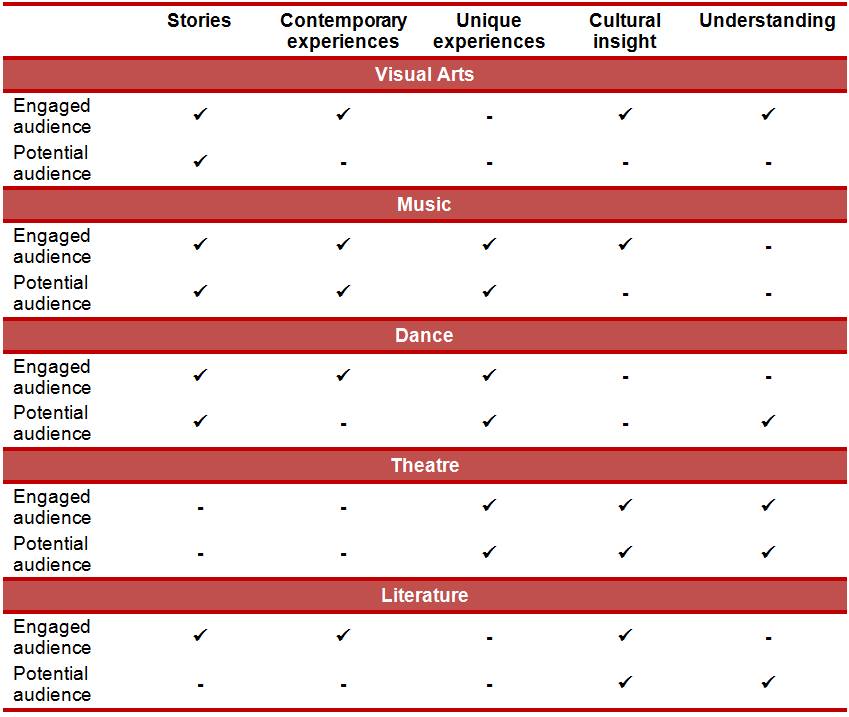 Stories Contemporary experiences Unique experiences Cultural insight Understanding
Visual Arts
Engaged audience ✓ ✓ - ✓ ✓
Potential audience ✓ - - - -
Music
Engaged audience ✓ ✓ ✓ ✓ -
Potential audience ✓ ✓ ✓ - -
Dance
Engaged audience ✓ ✓ ✓ - -
Potential audience ✓ - ✓ - ✓
Theatre
Engaged audience - - ✓ ✓ ✓
Potential audience - - ✓ ✓ ✓
Literature
Engaged audience ✓ ✓ - ✓ -
Potential audience - - - ✓ ✓